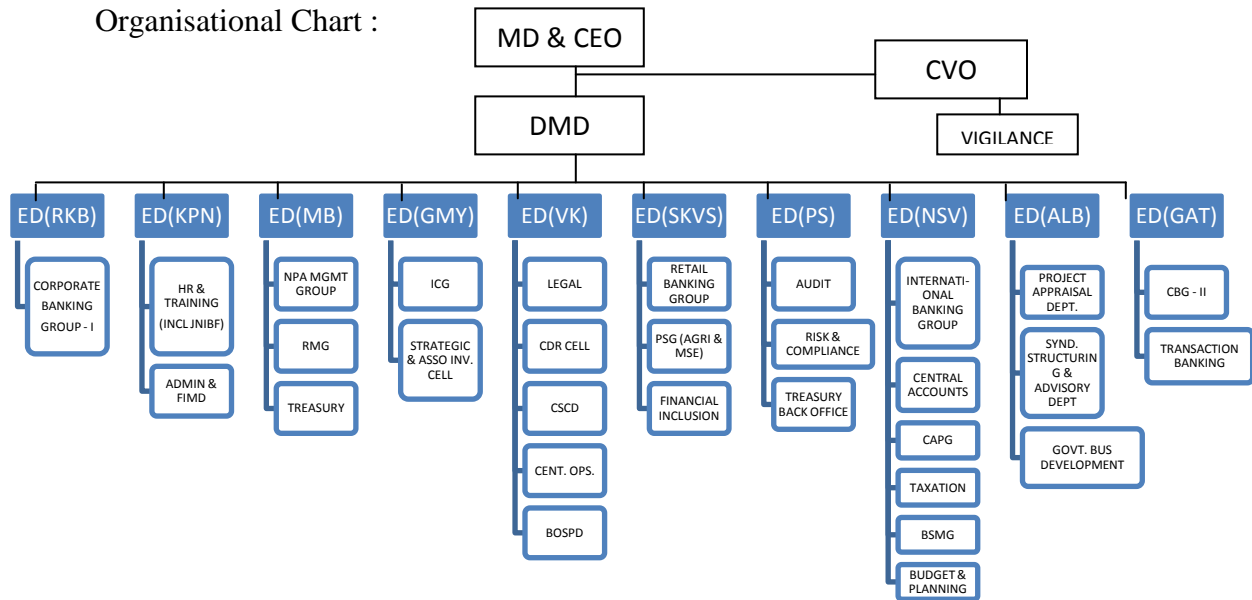 Organisational Chart :
MD & CEO
CVO
DMD
VIGILANCE
ED(RKB)
CORPORATE
BANKING
GROUP - I
ED(KPN)
HR &
TRAINING
(INCL JNIBF)
ADMIN &
FIMD
ED(MB)
NPA MGMT
GROUP
RMG
TREASURY
ED(GMY)
ICG
STRATEGIC
& ASSO INV.
CELL
ED(VK)
LEGAL
CDR CELL
CSCD
CENT. OPS.
BOSPD
ED(SKVS)
RETAIL
BANKING
GROUP
PSG (AGRI &
MSE)
FINANCIAL
INCLUSION
ED(PS)
AUDIT
RISK &
COMPLIANCE
TREASURY
BACK OFFICE
ED(NSV)
INTERNATI-
ONAL
BANKING
GROUP
CENTRAL
ACCOUNTS
CAPG
TAXATION
BSMG
BUDGET &
PLANNING
ED(ALB)
PROJECT
APPRAISAL
DEPT.
SYND.
STRUCTURIN
G &
ADVISORY
DEPT
GOVT. BUS
DEVELOPMENT
ED(GAT)
CBG - II
TRANSACTION
BANKING